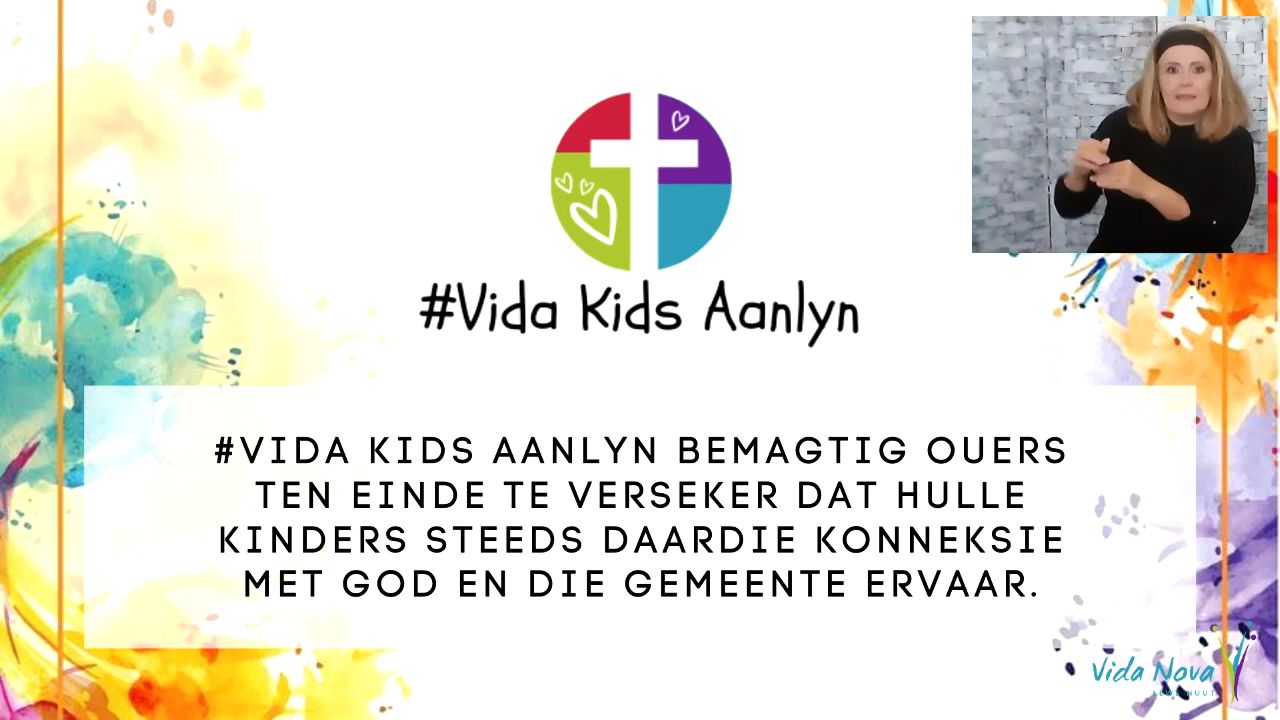 #Vida Kids Aanlyn
#VIDA KIDS AANLYN BEMAGTIG OUERS
TEN EINDE TE VERSEKER DAT HULLE
KINDERS STEEDS DAARDIE KONNEKSIE
MET GOD EN DIE GEMEENTE ERVAAR.
Vida Nova